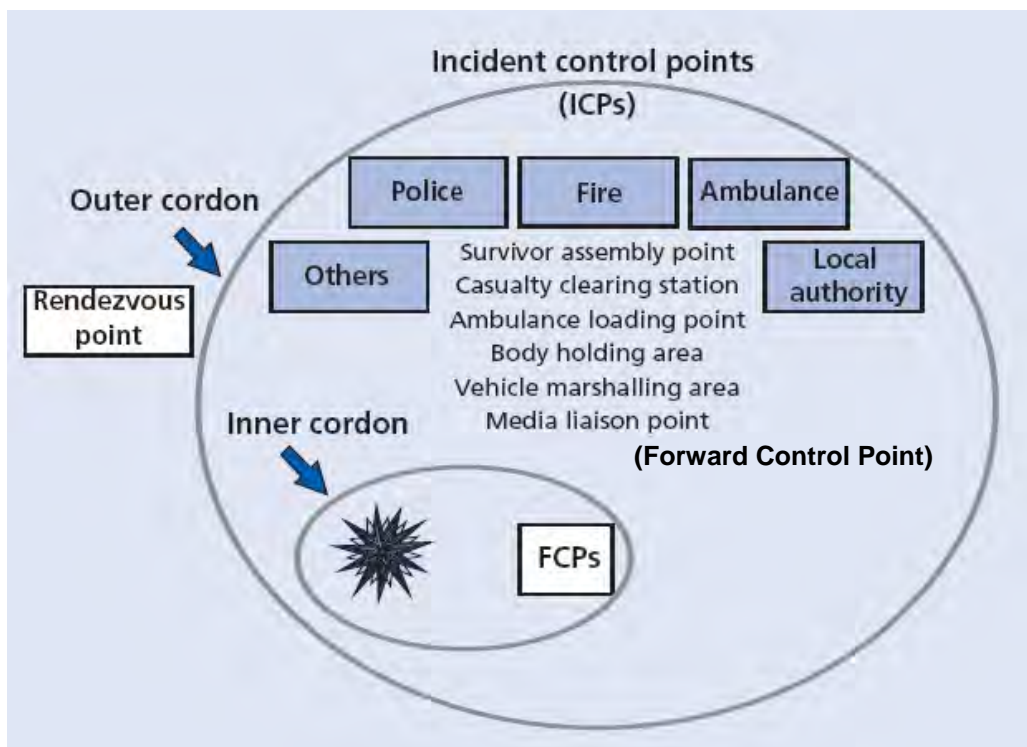 Incident control points
(ICPs)
Police
Fire
Ambulance
Outer cordon
Others
Survivor assembly point
Casualty clearing station
Ambulance loading point
Body holding area
Vehicle marshalling area
Media liaison point
Local
authority
Rendezvous
point
Inner cordon
(Forward Control Point)
FCPs